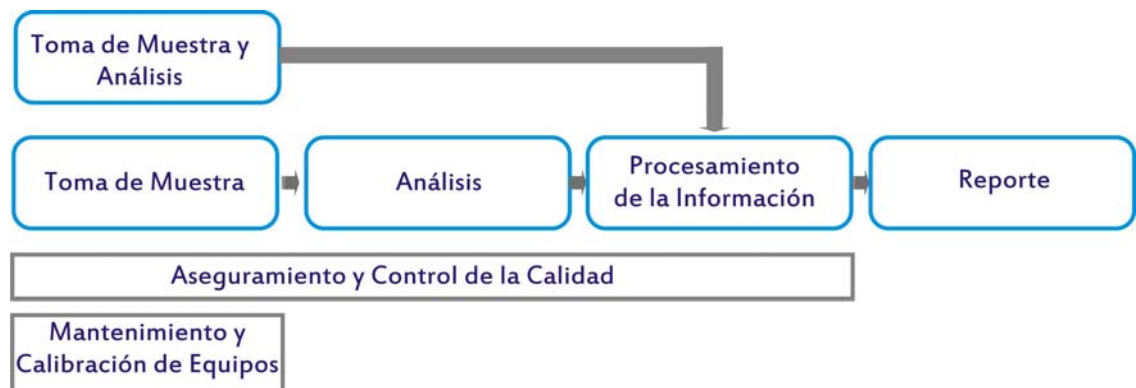 Toma de Muestra y
Análisis
Toma de Muestra
Análisis
Procesamiento
de la Información
Reporte
Aseguramiento y Control de la Calidad
Mantenimiento y
Calibración de Equipos